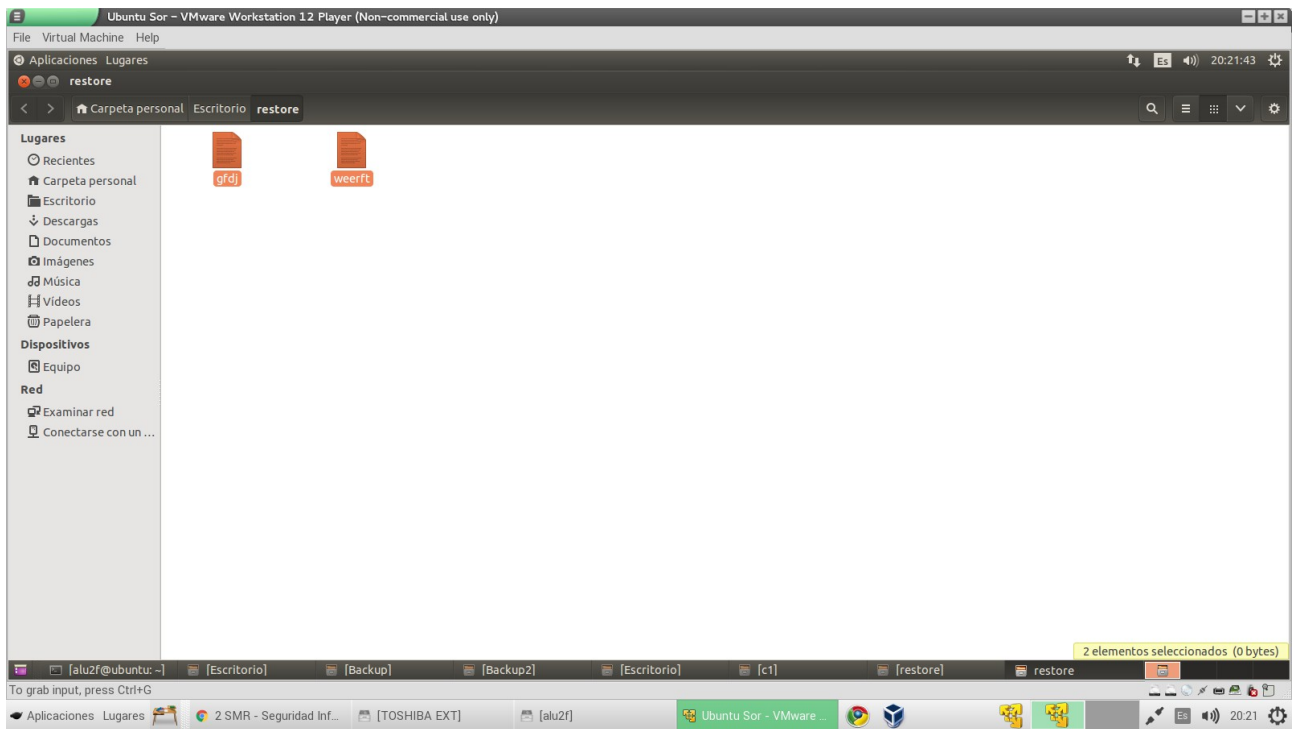 Ubuntu Sor - VMware Workstation 12 Player (Non-commercial use only)
File Virtual Machine Help
Aplicaciones Lugares Es 20:21:43
restore
Carpeta personal Escritorio restore
Lugares
Recientes
Carpeta personal
Escritorio
Descargas
Documentos
Imágenes
Música
Vídeos
Papelera
Dispositivos
Equipo
Red
Examinar red
Conectarse con un ...
gfdj weerft
2 elementos seleccionados (0 bytes)
[alu2f@ubuntu: ~] [Escritorio] [Backup] [Backup2] [Escritorio] [c1] [restore] restore
To grab input, press Ctrl+G
Aplicaciones Lugares 2 SMR - Seguridad Inf... [TOSHIBA EXT] [alu2f] Ubuntu Sor - VMware ... Es 20:21